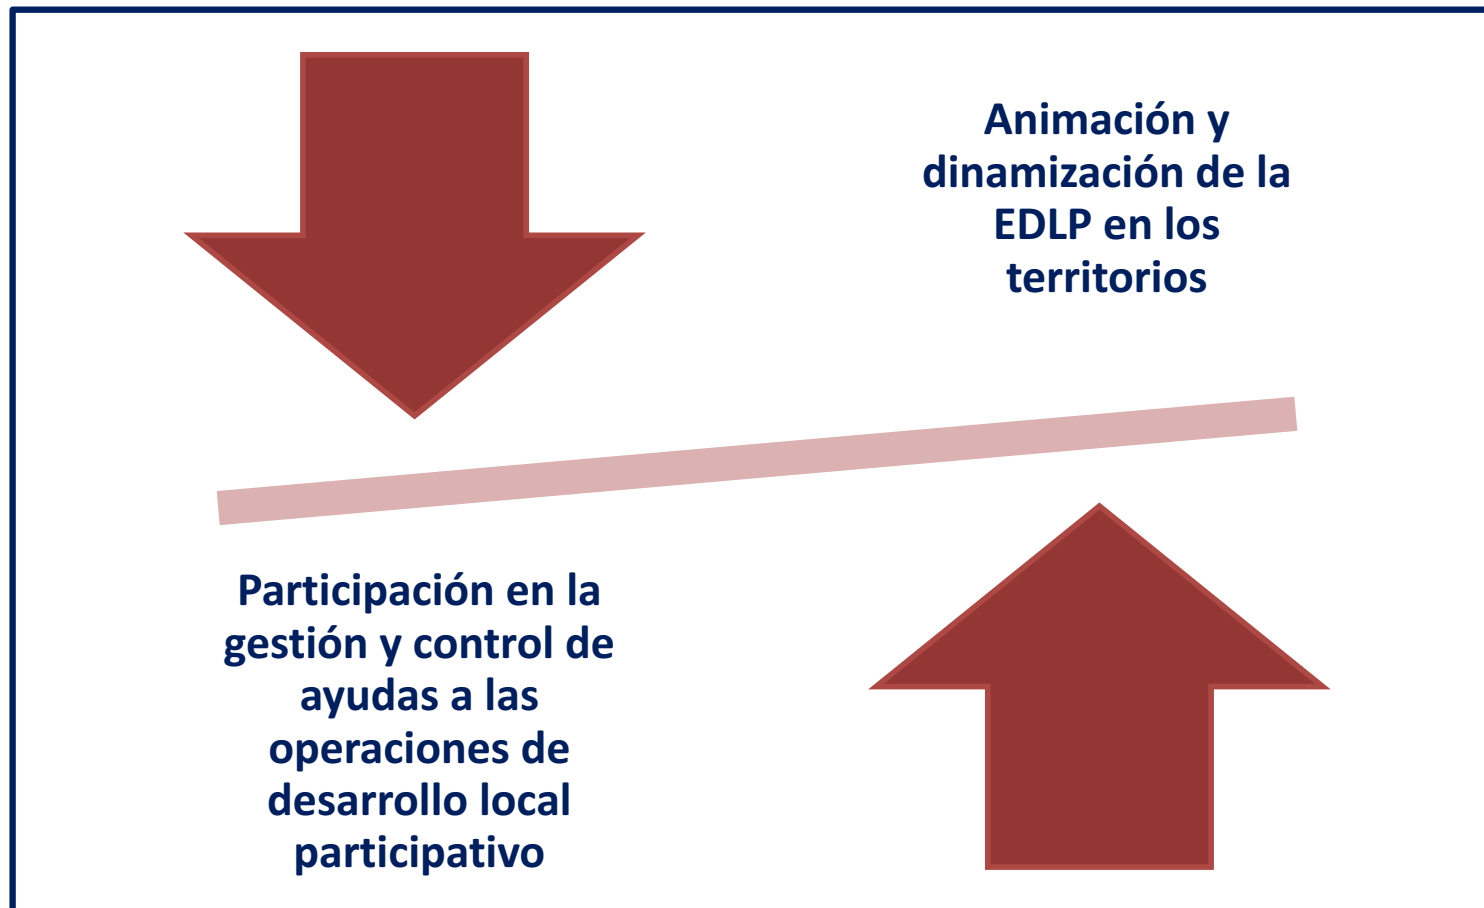 Animación y
dinamización de la
EDLP en los
territorios
Participación en la
gestión y control de
ayudas a las
operaciones de
desarrollo local
participativo